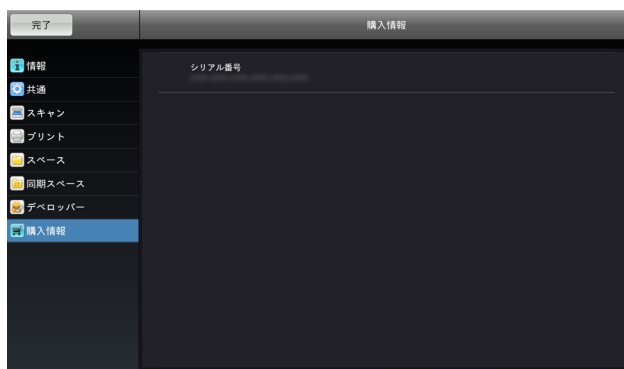 完了
購入情報
情報
共通
スキャン
プリント
スペース
同期スペース
デベロッパー
購入情報
シリアル番号